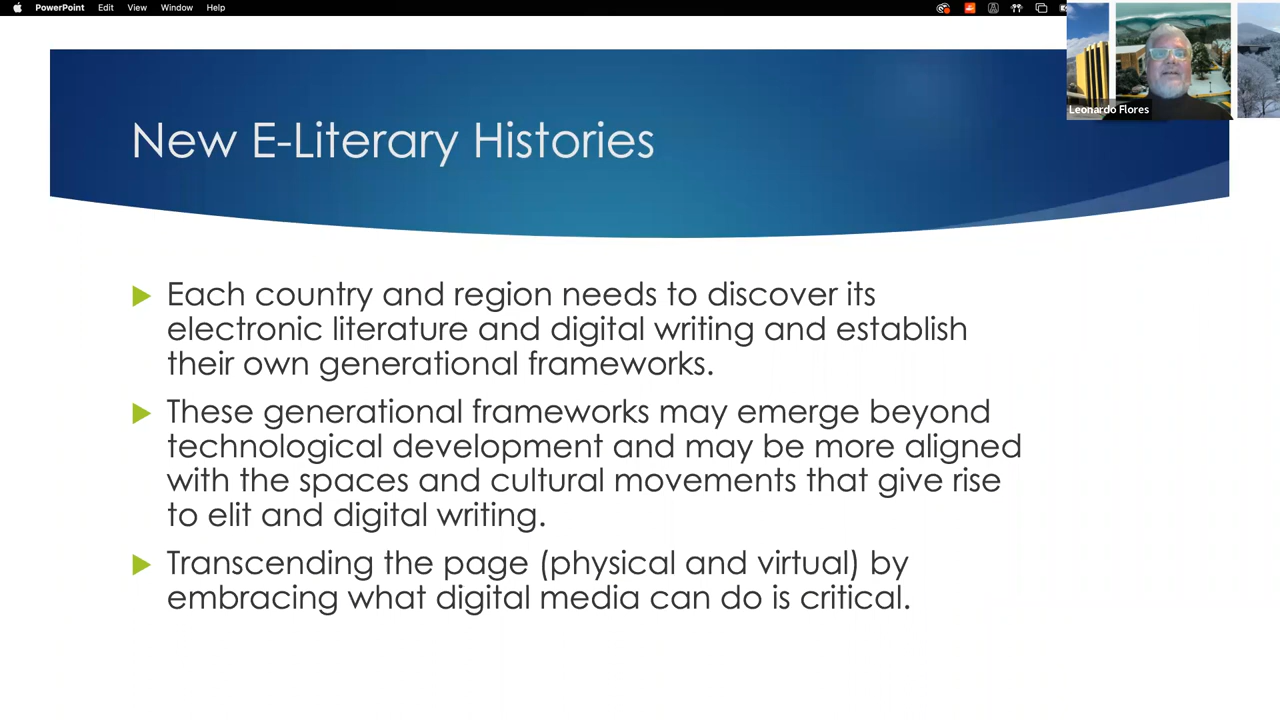 PowerPoint Edit View Window Help
Leonardo Flores
New E-Literary Histories
Each country and region needs to discover its
electronic literature and digital writing and establish
their own generational frameworks.
These generational frameworks may emerge beyond
technological development and may be more aligned
with the spaces and cultural movements that give rise
to elit and digital writing.
Transcending the page (physical and virtual) by
embracing what digital media can do is critical.